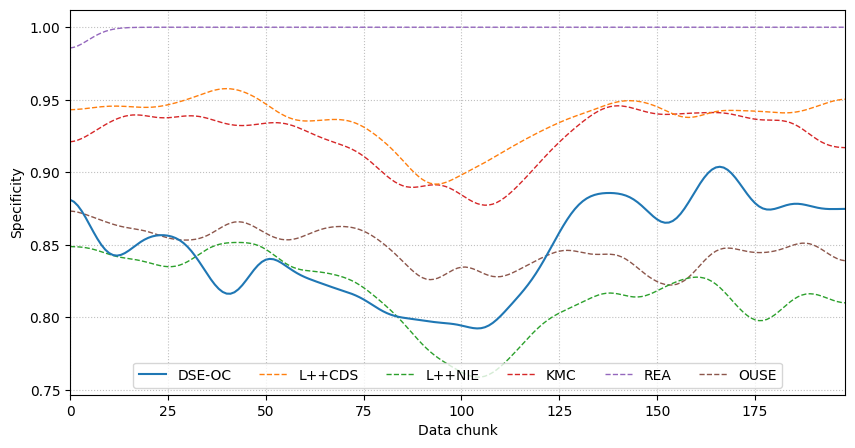 1.00
0.95
0.90
0.85
0.80
0.75
Specificity
DSE-OC L++CDS L++NIE KMC REA OUSE
0 25 50 75 100 125 150 175
Data chunk